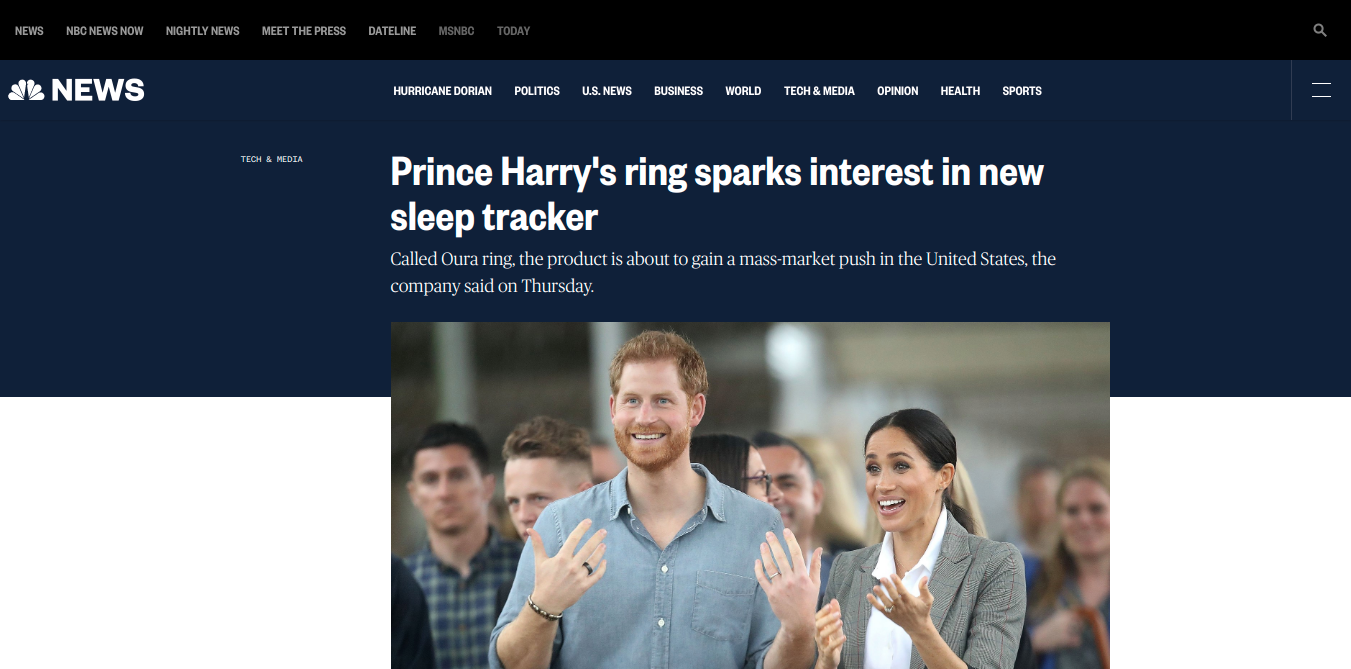 NEWS NBC NEWS NOW NIGHTLY NEWS MEET THE PRESS DATELINE MSNBC TODAY
NEWS HURRICANE DORIAN POLITICS U.S. NEWS BUSINESS WORLD TECH & MEDIA OPINION HEALTH SPORTS
TECH & MEDIA
Prince Harry's ring sparks interest in new
sleep tracker
Called Oura ring, the product is about to gain a mass-market push in the United States, the
company said on Thursday.